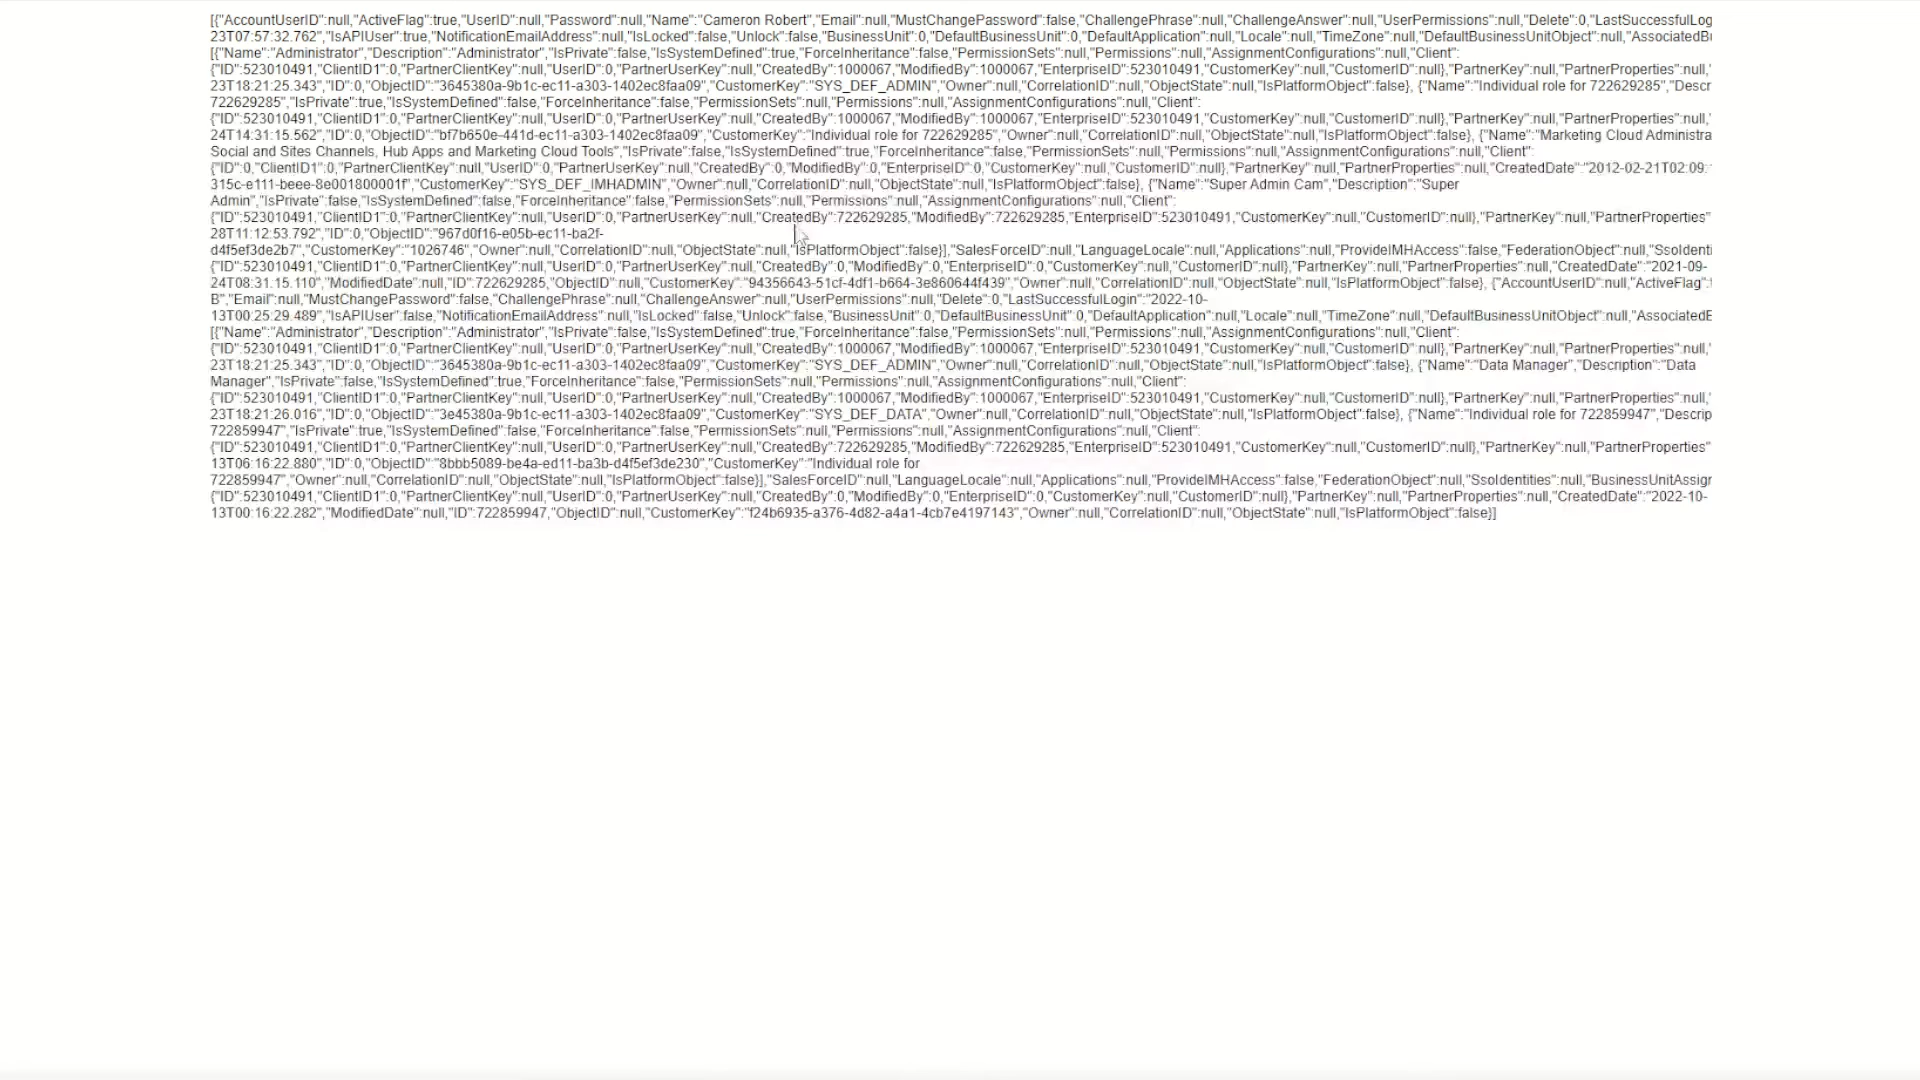 [{"AccountUserID":null,"ActiveFlag":true,"UserID":null,"Password":null,"Name":"Cameron Robert","Email":null,"MustChangePassword":false,"ChallengePhrase":null,"ChallengeAnswer":null,"UserPermissions":null,"Delete":0,"LastSuccessfulLog
23T07:57:32.762","IsAPIUser":true,"NotificationEmailAddress":null,"IsLocked":false,"Unlock":false,"BusinessUnit":0,"DefaultBusinessUnit":0,"DefaultApplication":null,"Locale":null,"TimeZone":null,"DefaultBusinessUnitObject":null,"AssociatedBu
[{"Name":"Administrator","Description":"Administrator","IsPrivate":false,"IsSystemDefined":true,"ForceInheritance":false,"PermissionSets":null,"Permissions":null,"AssignmentConfigurations":null,"Client":
{"ID":523010491,"ClientID1":0,"PartnerClientKey":null,"UserID":0,"PartnerUserKey":null,"CreatedBy":1000067,"ModifiedBy":1000067,"EnterpriseID":523010491,"CustomerKey":null,"CustomerID":null},"PartnerKey":null,"PartnerProperties":null,"
23T18:21:25.343","ID":0,"ObjectID":"3645380a-9b1c-ec11-a303-1402ec8faa09","CustomerKey":"SYS_DEF_ADMIN","Owner":null,"CorrelationID":null,"ObjectState":null,"IsPlatformObject":false}, {"Name":"Individual role for 722629285","Descr
722629285","IsPrivate":true,"IsSystemDefined":false,"ForceInheritance":false,"PermissionSets":null,"Permissions":null,"AssignmentConfigurations":null,"Client":
{"ID":523010491,"ClientID1":0,"PartnerClientKey":null,"UserID":0,"PartnerUserKey":null,"CreatedBy":1000067,"ModifiedBy":1000067,"EnterpriseID":523010491,"CustomerKey":null,"CustomerID":null},"PartnerKey":null,"PartnerProperties":null,"
24T14:31:15.562","ID":0,"ObjectID":"bf7b650e-441d-ec11-a303-1402ec8faa09","CustomerKey":"Individual role for 722629285","Owner":null,"CorrelationID":null,"ObjectState":null,"IsPlatformObject":false}, {"Name":"Marketing Cloud Administra
Social and Sites Channels, Hub Apps and Marketing Cloud Tools","IsPrivate":false,"IsSystemDefined":true,"ForceInheritance":false,"PermissionSets":null,"Permissions":null,"AssignmentConfigurations":null,"Client":
{"ID":0,"ClientID1":0,"PartnerClientKey":null,"UserID":0,"PartnerUserKey":null,"CreatedBy":0,"ModifiedBy":0,"EnterpriseID":0,"CustomerKey":null,"CustomerID":null},"PartnerKey":null,"PartnerProperties":null,"CreatedDate":"2012-02-21T02:09:
315c-e111-beee-8e001800001f","CustomerKey":"SYS_DEF_IMHADMIN","Owner":null,"CorrelationID":null,"ObjectState":null,"IsPlatformObject":false}, {"Name":"Super Admin Cam","Description":"Super
Admin","IsPrivate":false,"IsSystemDefined":false,"ForceInheritance":false,"PermissionSets":null,"Permissions":null,"AssignmentConfigurations":null,"Client":
{"ID":523010491,"ClientID1":0,"PartnerClientKey":null,"UserID":0,"PartnerUserKey":null,"CreatedBy":722629285,"ModifiedBy":722629285,"EnterpriseID":523010491,"CustomerKey":null,"CustomerID":null},"PartnerKey":null,"PartnerProperties"
28T11:12:53.792","ID":0,"ObjectID":"967d0f16-e05b-ec11-ba2f-
d4f5ef3de2b7","CustomerKey":"1026746","Owner":null,"CorrelationID":null,"ObjectState":null,"IsPlatformObject":false}],"SalesForceID":null,"LanguageLocale":null,"Applications":null,"ProvideIMHAccess":false,"FederationObject":null,"SsoIdenti
{"ID":523010491,"ClientID1":0,"PartnerClientKey":null,"UserID":0,"PartnerUserKey":null,"CreatedBy":0,"ModifiedBy":0,"EnterpriseID":0,"CustomerKey":null,"CustomerID":null},"PartnerKey":null,"PartnerProperties":null,"CreatedDate":"2021-09-
24T08:31:15.110","ModifiedDate":null,"ID":722629285,"ObjectID":null,"CustomerKey":"94356643-51cf-4df1-b664-3e860644f439","Owner":null,"CorrelationID":null,"ObjectState":null,"IsPlatformObject":false}, {"AccountUserID":null,"ActiveFlag":
B","Email":null,"MustChangePassword":false,"ChallengePhrase":null,"ChallengeAnswer":null,"UserPermissions":null,"Delete":0,"LastSuccessfulLogin":"2022-10-
13T00:25:29.489","IsAPIUser":false,"NotificationEmailAddress":null,"IsLocked":false,"Unlock":false,"BusinessUnit":0,"DefaultBusinessUnit":0,"DefaultApplication":null,"Locale":null,"TimeZone":null,"DefaultBusinessUnitObject":null,"AssociatedB
[{"Name":"Administrator","Description":"Administrator","IsPrivate":false,"IsSystemDefined":true,"ForceInheritance":false,"PermissionSets":null,"Permissions":null,"AssignmentConfigurations":null,"Client":
{"ID":523010491,"ClientID1":0,"PartnerClientKey":null,"UserID":0,"PartnerUserKey":null,"CreatedBy":1000067,"ModifiedBy":1000067,"EnterpriseID":523010491,"CustomerKey":null,"CustomerID":null},"PartnerKey":null,"PartnerProperties":null,"
23T18:21:25.343","ID":0,"ObjectID":"3645380a-9b1c-ec11-a303-1402ec8faa09","CustomerKey":"SYS_DEF_ADMIN","Owner":null,"CorrelationID":null,"ObjectState":null,"IsPlatformObject":false}, {"Name":"Data Manager","Description":"Data
Manager","IsPrivate":false,"IsSystemDefined":true,"ForceInheritance":false,"PermissionSets":null,"Permissions":null,"AssignmentConfigurations":null,"Client":
{"ID":523010491,"ClientID1":0,"PartnerClientKey":null,"UserID":0,"PartnerUserKey":null,"CreatedBy":1000067,"ModifiedBy":1000067,"EnterpriseID":523010491,"CustomerKey":null,"CustomerID":null},"PartnerKey":null,"PartnerProperties":null,"
23T18:21:26.016","ID":0,"ObjectID":"3e45380a-9b1c-ec11-a303-1402ec8faa09","CustomerKey":"SYS_DEF_DATA","Owner":null,"CorrelationID":null,"ObjectState":null,"IsPlatformObject":false}, {"Name":"Individual role for 722859947","Descrip
722859947","IsPrivate":true,"IsSystemDefined":false,"ForceInheritance":false,"PermissionSets":null,"Permissions":null,"AssignmentConfigurations":null,"Client":
{"ID":523010491,"ClientID1":0,"PartnerClientKey":null,"UserID":0,"PartnerUserKey":null,"CreatedBy":722629285,"ModifiedBy":722629285,"EnterpriseID":523010491,"CustomerKey":null,"CustomerID":null},"PartnerKey":null,"PartnerProperties"
13T06:16:22.880","ID":0,"ObjectID":"8bbb5089-be4a-ed11-ba3b-d4f5ef3de230","CustomerKey":"Individual role for
722859947","Owner":null,"CorrelationID":null,"ObjectState":null,"IsPlatformObject":false}],"SalesForceID":null,"LanguageLocale":null,"Applications":null,"ProvideIMHAccess":false,"FederationObject":null,"SsoIdentities":null,"BusinessUnitAssigr
{"ID":523010491,"ClientID1":0,"PartnerClientKey":null,"UserID":0,"PartnerUserKey":null,"CreatedBy":0,"ModifiedBy":0,"EnterpriseID":0,"CustomerKey":null,"CustomerID":null},"PartnerKey":null,"PartnerProperties":null,"CreatedDate":"2022-10-
13T00:16:22.282","ModifiedDate":null,"ID":722859947,"ObjectID":null,"CustomerKey":"f24b6935-a376-4d82-a4a1-4cb7e4197143","Owner":null,"CorrelationID":null,"ObjectState":null,"IsPlatformObject":false}]